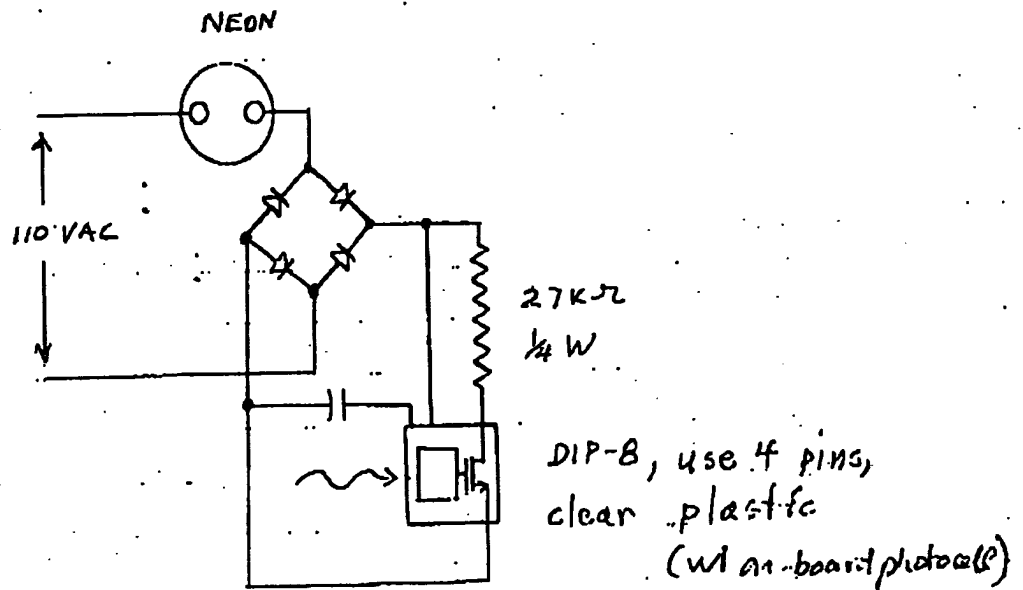 NEON
110 VAC
27KΩ
¼ W
DIP-8, use 4 pins,
clear plastic
(w/ on-board photocell)